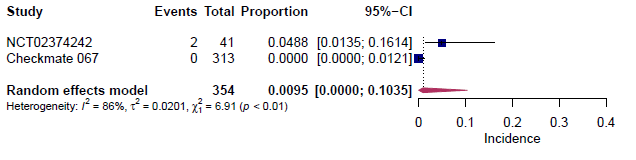 Study Events Total Proportion 95%−CI
NCT02374242 2 41 0.0488 [0.0135; 0.1614]
Checkmate 067 0 313 0.0000 [0.0000; 0.0121]
Random effects model 354 0.0095 [0.0000; 0.1035]
Heterogeneity: I² = 86%, τ² = 0.0201, χ²₁ = 6.91 (p < 0.01)
0 0.1 0.2 0.3 0.4
Incidence